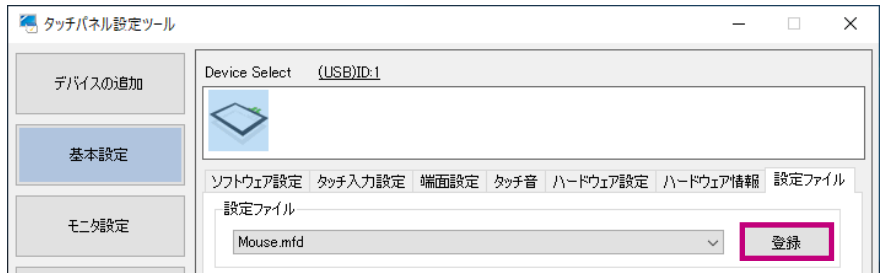 タッチパネル設定ツール
デバイスの追加
基本設定
モニタ設定
Device Select (USB)ID:1
ソフトウェア設定 タッチ入力設定 端面設定 タッチ音 ハードウェア設定 ハードウェア情報 設定ファイル
設定ファイル
Mouse.mfd 登録